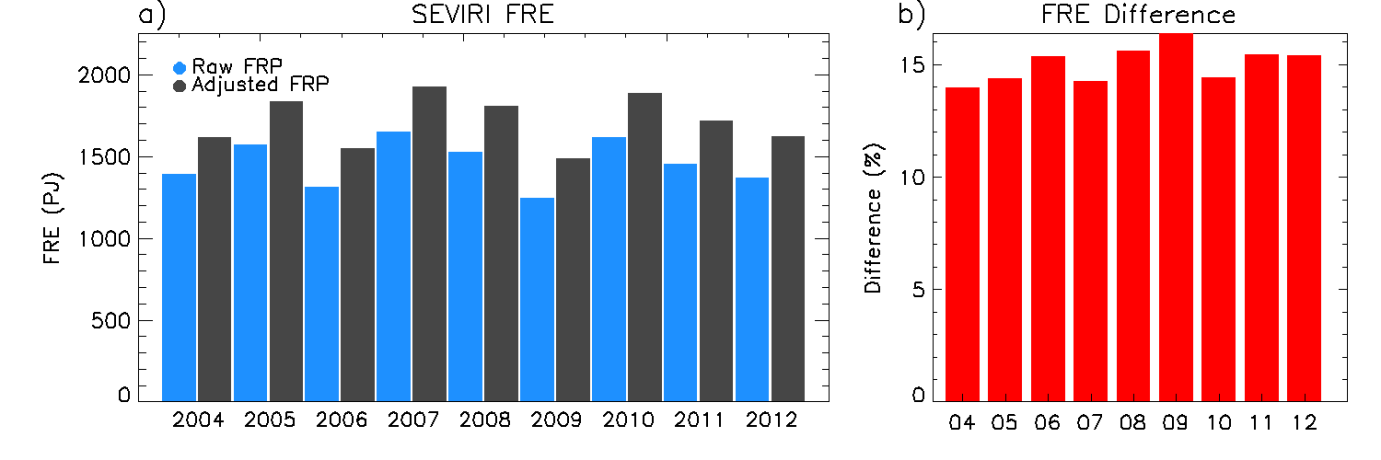 a) SEVIRI FRE
Raw FRP
Adjusted FRP
FRE (PJ)
2000
1500
1000
500
0
2004 2005 2006 2007 2008 2009 2010 2011 2012
b) FRE Difference
Difference (%)
15
10
5
0
04 05 06 07 08 09 10 11 12